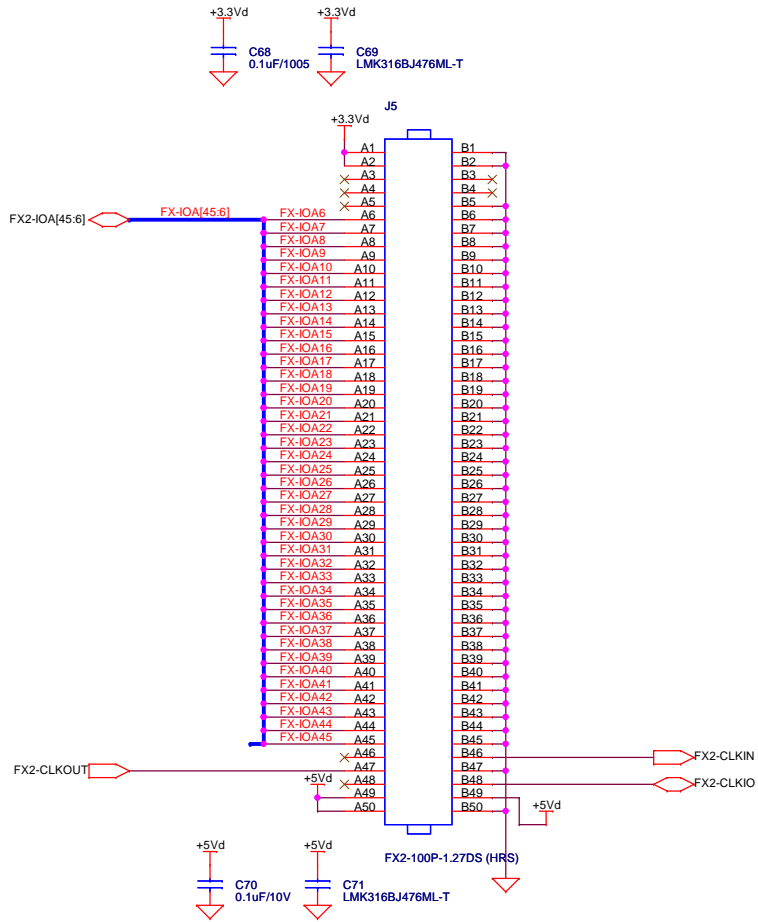 +3.3Vd +3.3Vd
C68 C69
0.1uF/1005 LMK316BJ476ML-T
J5
+3.3Vd
A1 B1
A2 B2
A3 B3
A4 B4
A5 B5
FX2-IOA[45:6] FX-IOA[45:6] FX-IOA6 A6 B6
FX-IOA7 A7 B7
FX-IOA8 A8 B8
FX-IOA9 A9 B9
FX-IOA10 A10 B10
FX-IOA11 A11 B11
FX-IOA12 A12 B12
FX-IOA13 A13 B13
FX-IOA14 A14 B14
FX-IOA15 A15 B15
FX-IOA16 A16 B16
FX-IOA17 A17 B17
FX-IOA18 A18 B18
FX-IOA19 A19 B19
FX-IOA20 A20 B20
FX-IOA21 A21 B21
FX-IOA22 A22 B22
FX-IOA23 A23 B23
FX-IOA24 A24 B24
FX-IOA25 A25 B25
FX-IOA26 A26 B26
FX-IOA27 A27 B27
FX-IOA28 A28 B28
FX-IOA29 A29 B29
FX-IOA30 A30 B30
FX-IOA31 A31 B31
FX-IOA32 A32 B32
FX-IOA33 A33 B33
FX-IOA34 A34 B34
FX-IOA35 A35 B35
FX-IOA36 A36 B36
FX-IOA37 A37 B37
FX-IOA38 A38 B38
FX-IOA39 A39 B39
FX-IOA40 A40 B40
FX-IOA41 A41 B41
FX-IOA42 A42 B42
FX-IOA43 A43 B43
FX-IOA44 A44 B44
FX-IOA45 A45 B45
A46 B46 FX2-CLKIN
FX2-CLKOUT A47 B47
+5Vd A48 B48 FX2-CLKIO
A49 B49
A50 B50 +5Vd
FX2-100P-1.27DS (HRS)
+5Vd +5Vd
C70 C71
0.1uF/10V LMK316BJ476ML-T